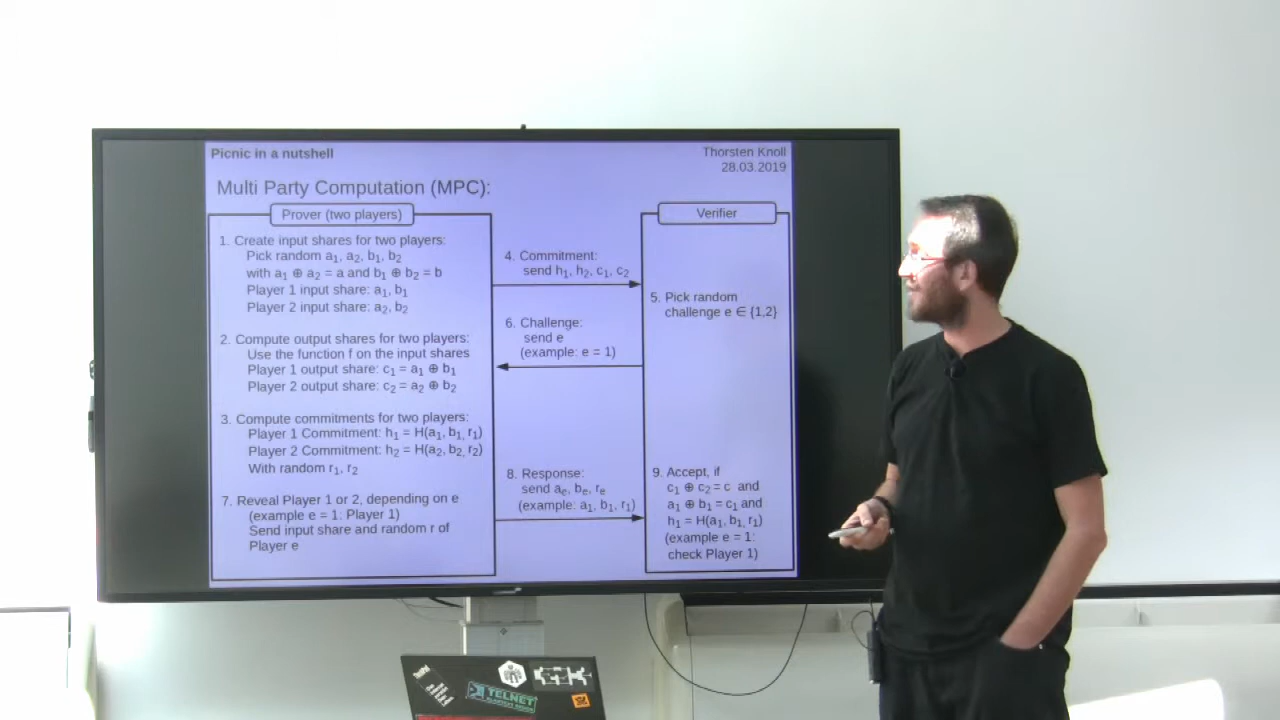 Picnic in a nutshell
Thorsten Knoll
28.03.2019
Multi Party Computation (MPC):
Prover (two players)
1. Create input shares for two players:
Pick random a₁, a₂, b₁, b₂
with a₁ ⊕ a₂ = a and b₁ ⊕ b₂ = b
Player 1 input share: a₁, b₁
Player 2 input share: a₂, b₂
2. Compute output shares for two players:
Use the function f on the input shares
Player 1 output share: c₁ = a₁ ⊕ b₁
Player 2 output share: c₂ = a₂ ⊕ b₂
3. Compute commitments for two players:
Player 1 Commitment: h₁ = H(a₁, b₁, r₁)
Player 2 Commitment: h₂ = H(a₂, b₂, r₂)
With random r₁, r₂
7. Reveal Player 1 or 2, depending on e
(example e = 1: Player 1)
Send input share and random r of
Player e
4. Commitment:
send h₁, h₂, c₁, c₂
6. Challenge:
send e
(example: e = 1)
8. Response:
send aₑ, bₑ, rₑ
(example: a₁, b₁, r₁)
Verifier
5. Pick random
challenge e ∈ {1,2}
9. Accept, if
c₁ ⊕ c₂ = c and
a₁ ⊕ b₁ = c₁ and
h₁ = H(a₁, b₁, r₁)
(example e = 1:
check Player 1)
TELNET